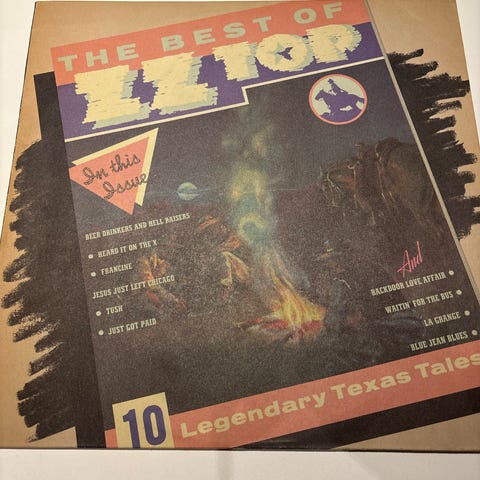 THE BEST OF
ZZ TOP
In this
Issue
BEER DRINKERS AND HELL RAISERS
• HEARD IT ON THE X
• FRANCINE
JESUS JUST LEFT CHICAGO
• TUSH
• JUST GOT PAID
And
BACKDOOR LOVE AFFAIR •
WAITIN' FOR THE BUS •
LA GRANGE •
BLUE JEAN BLUES •
10 Legendary Texas Tales